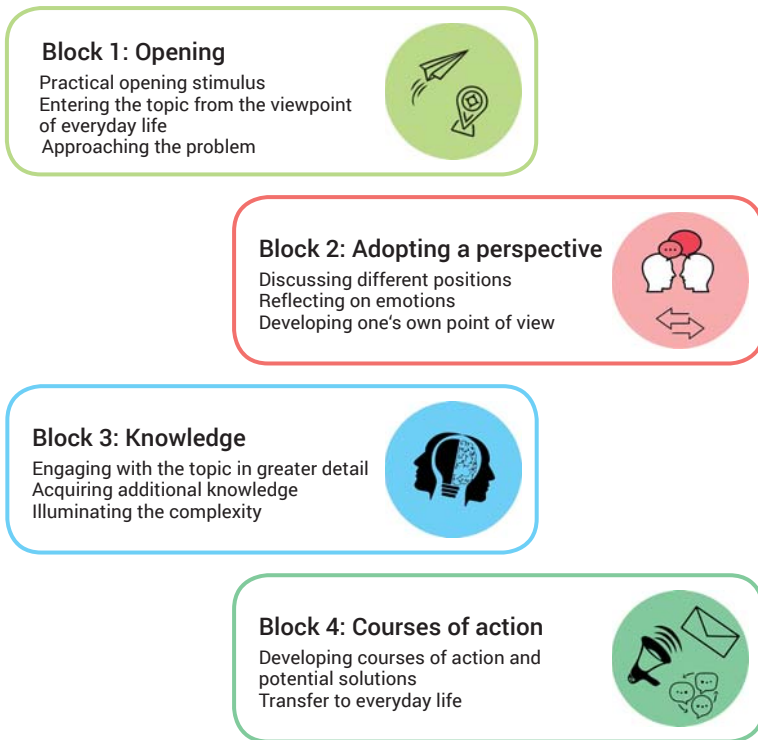 Block 1: Opening
Practical opening stimulus
Entering the topic from the viewpoint
of everyday life
Approaching the problem
Block 2: Adopting a perspective
Discussing different positions
Reflecting on emotions
Developing one‘s own point of view
Block 3: Knowledge
Engaging with the topic in greater detail
Acquiring additional knowledge
Illuminating the complexity
Block 4: Courses of action
Developing courses of action and
potential solutions
Transfer to everyday life